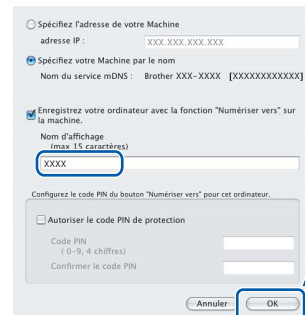 Spécifiez l'adresse de votre Machine
adresse IP : XXX.XXX.XXX.XXX
Spécifiez votre Machine par le nom
Nom du service mDNS : Brother XXX-XXXX [XXXXXXXXXXXX]
Enregistrez votre ordinateur avec la fonction "Numériser vers" sur
la machine.
Nom d'affichage
(max 15 caractères)
XXXX
Configurez le code PIN du bouton "Numériser vers" pour cet ordinateur.
Autoriser le code PIN de protection
Code PIN
( 0–9, 4 chiffres)
Confirmer le code PIN
Annuler OK